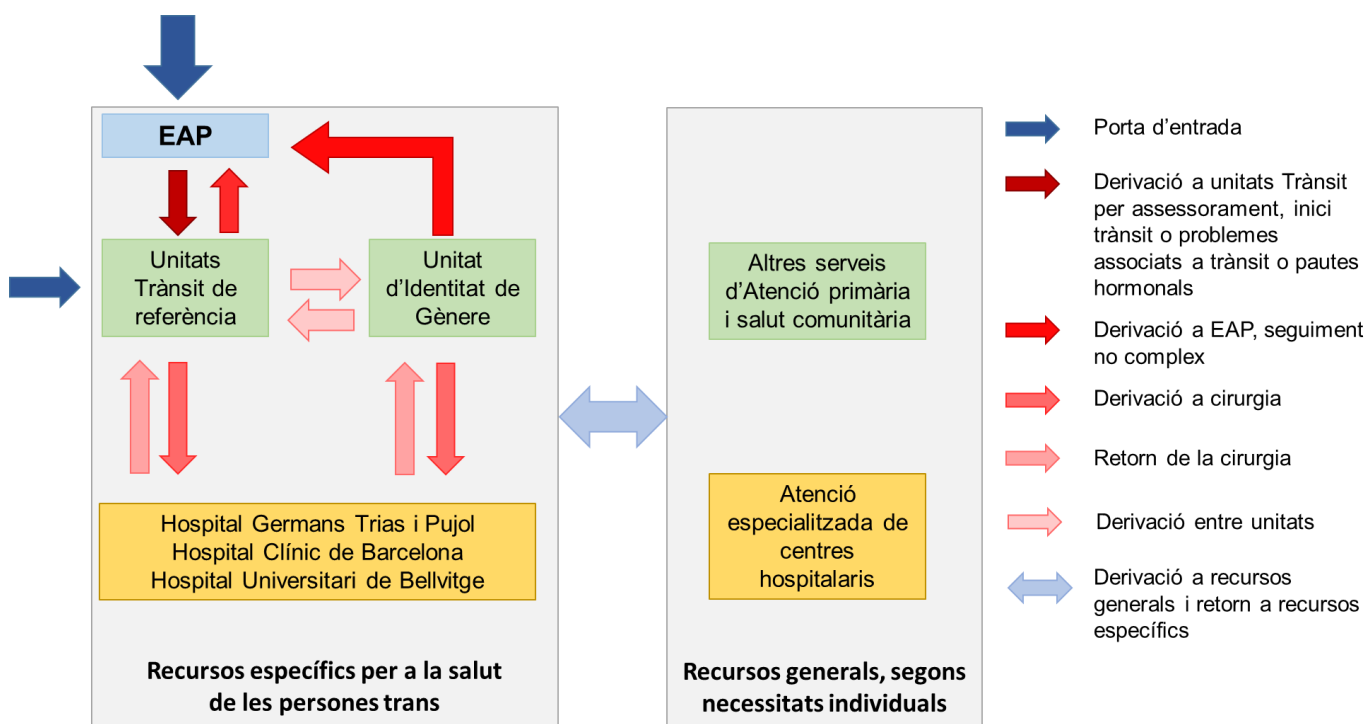 EAP
Unitats
Trànsit de
referència
Unitat
d'Identitat de
Gènere
Hospital Germans Trias i Pujol
Hospital Clínic de Barcelona
Hospital Universitari de Bellvitge
Recursos específics per a la salut
de les persones trans
Altres serveis
d'Atenció primària
i salut comunitària
Atenció
especialitzada de
centres
hospitalaris
Recursos generals, segons
necessitats individuals
Porta d'entrada
Derivació a unitats Trànsit
per assessorament, inici
trànsit o problemes
associats a trànsit o pautes
hormonals
Derivació a EAP, seguiment
no complex
Derivació a cirurgia
Retorn de la cirurgia
Derivació entre unitats
Derivació a recursos
generals i retorn a recursos
específics